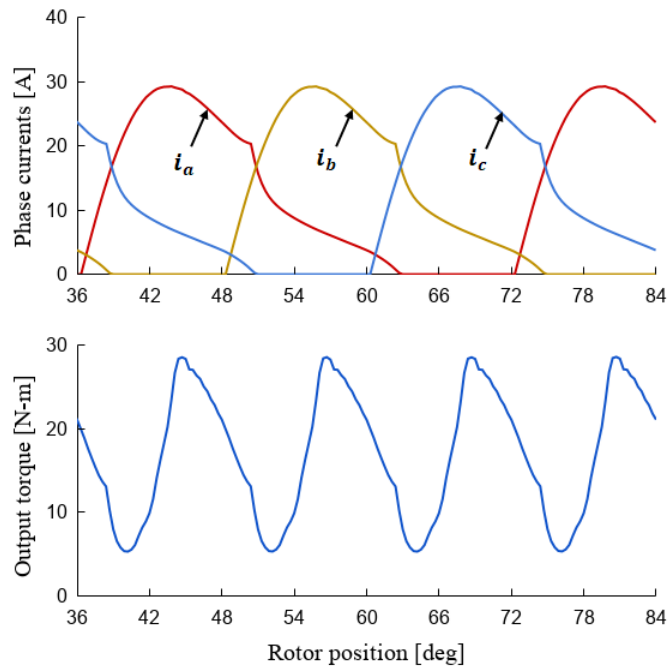 Phase currents [A]
40
30
20
10
0
i_a
i_b
i_c
36 42 48 54 60 66 72 78 84
Output torque [N-m]
30
20
10
0
36 42 48 54 60 66 72 78 84
Rotor position [deg]